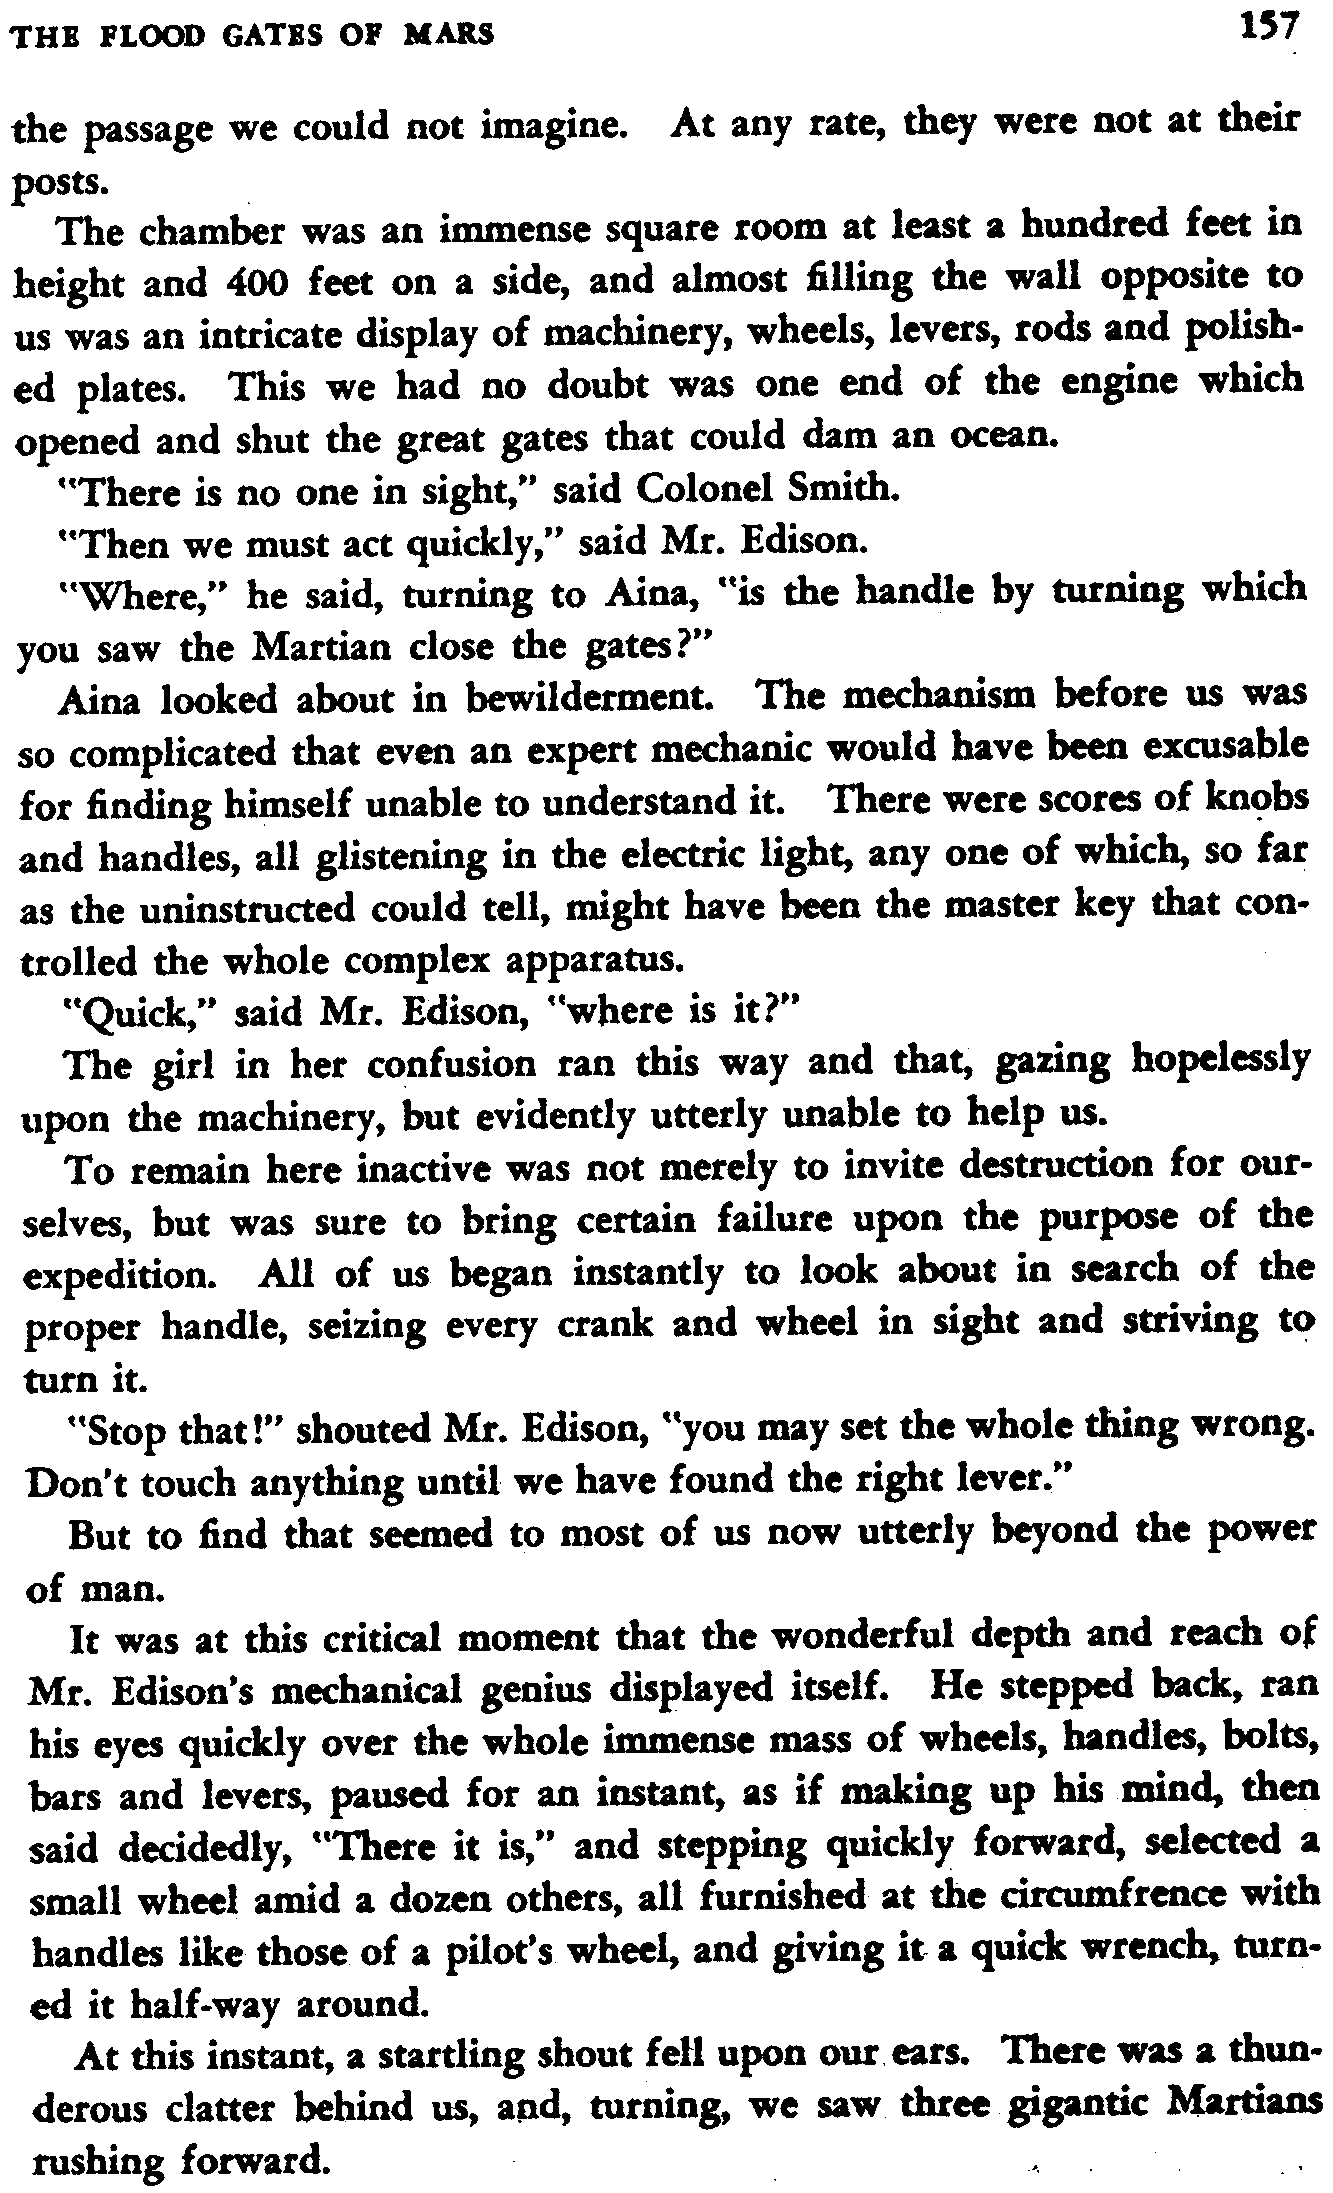 THE FLOOD GATES OF MARS 157
the passage we could not imagine. At any rate, they were not at their
posts.
The chamber was an immense square room at least a hundred feet in
height and 400 feet on a side, and almost filling the wall opposite to
us was an intricate display of machinery, wheels, levers, rods and polish-
ed plates. This we had no doubt was one end of the engine which
opened and shut the great gates that could dam an ocean.
"There is no one in sight," said Colonel Smith.
"Then we must act quickly," said Mr. Edison.
"Where," he said, turning to Aina, "is the handle by turning which
you saw the Martian close the gates?"
Aina looked about in bewilderment. The mechanism before us was
so complicated that even an expert mechanic would have been excusable
for finding himself unable to understand it. There were scores of knobs
and handles, all glistening in the electric light, any one of which, so far
as the uninstructed could tell, might have been the master key that con-
trolled the whole complex apparatus.
"Quick," said Mr. Edison, "where is it?"
The girl in her confusion ran this way and that, gazing hopelessly
upon the machinery, but evidently utterly unable to help us.
To remain here inactive was not merely to invite destruction for our-
selves, but was sure to bring certain failure upon the purpose of the
expedition. All of us began instantly to look about in search of the
proper handle, seizing every crank and wheel in sight and striving to
turn it.
"Stop that!" shouted Mr. Edison, "you may set the whole thing wrong.
Don't touch anything until we have found the right lever."
But to find that seemed to most of us now utterly beyond the power
of man.
It was at this critical moment that the wonderful depth and reach of
Mr. Edison's mechanical genius displayed itself. He stepped back, ran
his eyes quickly over the whole immense mass of wheels, handles, bolts,
bars and levers, paused for an instant, as if making up his mind, then
said decidedly, "There it is," and stepping quickly forward, selected a
small wheel amid a dozen others, all furnished at the circumfrence with
handles like those of a pilot's wheel, and giving it a quick wrench, turn-
ed it half-way around.
At this instant, a startling shout fell upon our ears. There was a thun-
derous clatter behind us, and, turning, we saw three gigantic Martians
rushing forward.